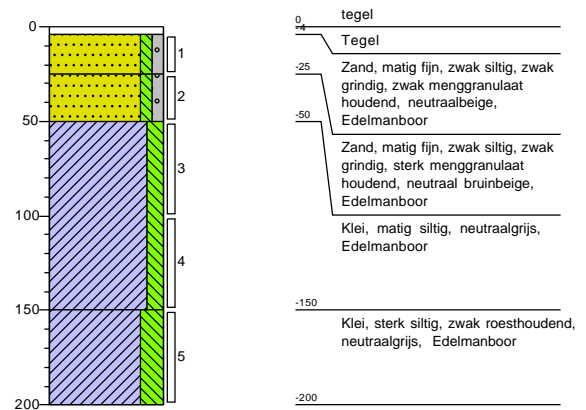 0
50
100
150
200
1
2
3
4
5
0
tegel
-4
Tegel
-25
Zand, matig fijn, zwak siltig, zwak
grindig, zwak menggranulaat
houdend, neutraalbeige,
Edelmanboor
-50
Zand, matig fijn, zwak siltig, zwak
grindig, sterk menggranulaat
houdend, neutraal bruinbeige,
Edelmanboor
Klei, matig siltig, neutraalgrijs,
Edelmanboor
-150
Klei, sterk siltig, zwak roesthoudend,
neutraalgrijs, Edelmanboor
-200